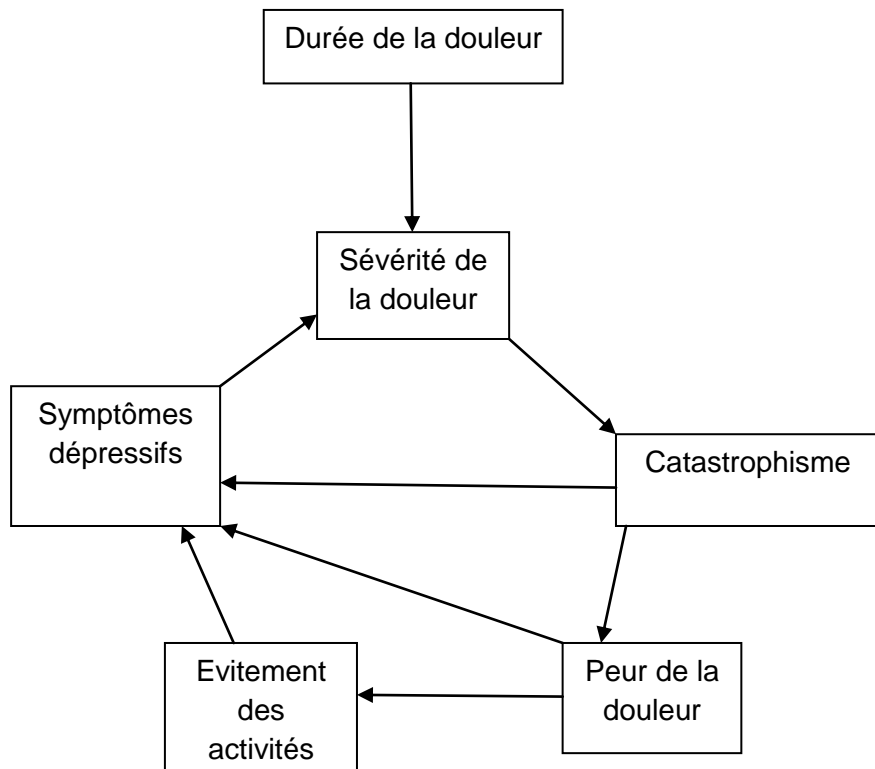 Durée de la douleur
Sévérité de
la douleur
Symptômes
dépressifs
Catastrophisme
Evitement
des
activités
Peur de la
douleur